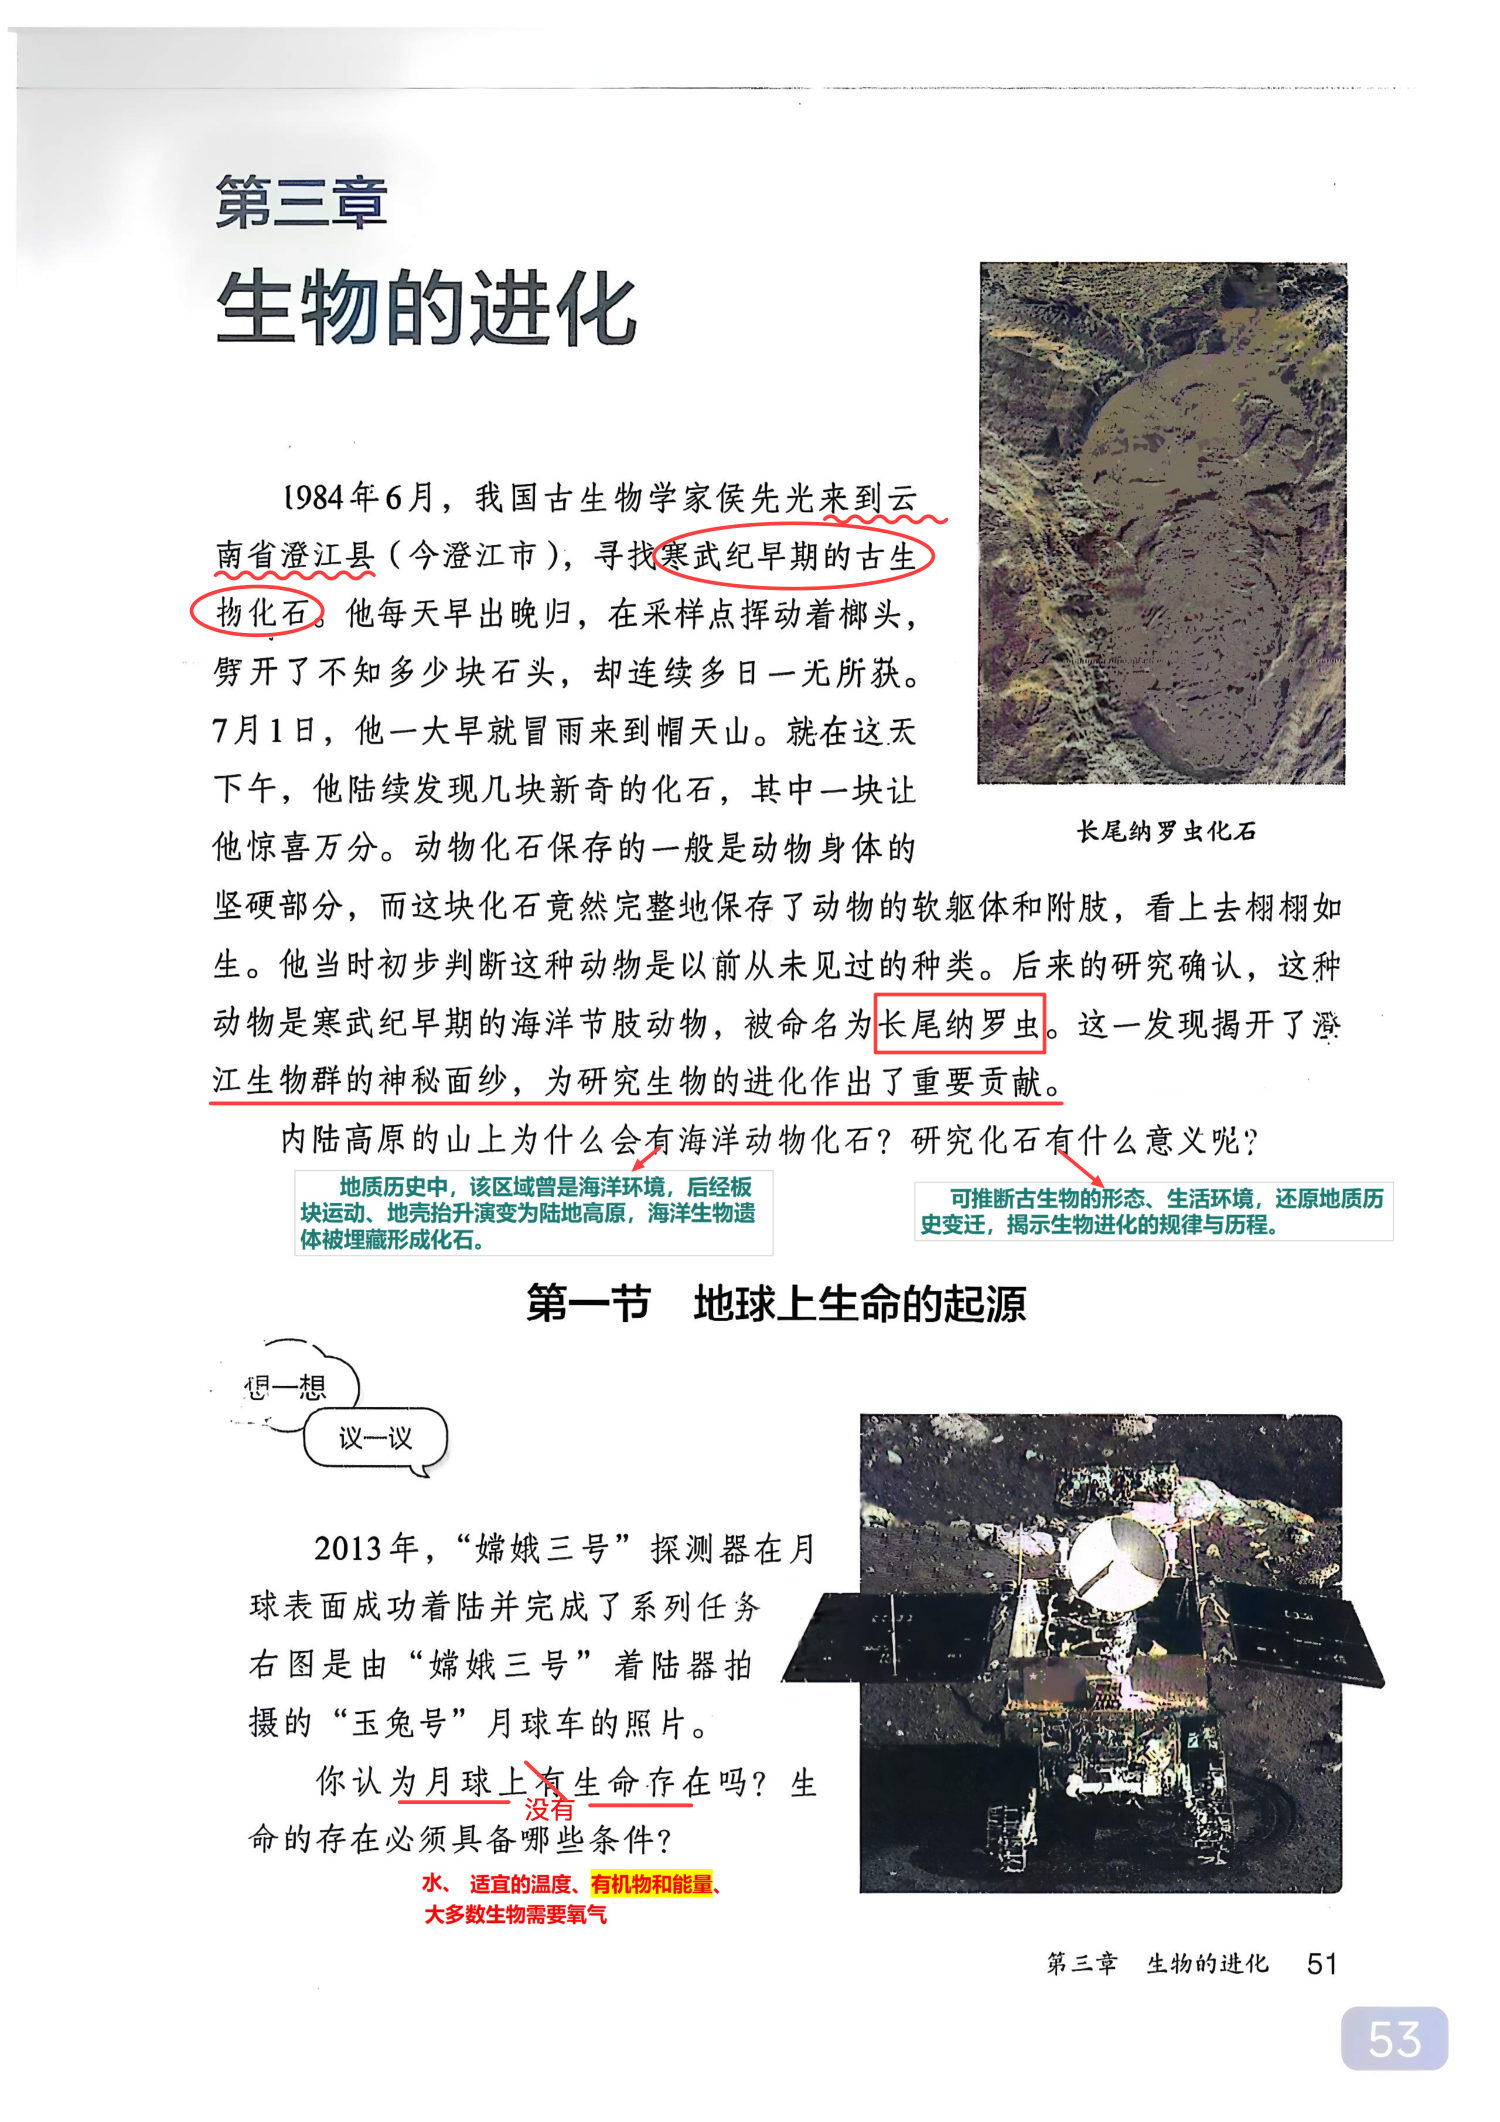 第三章
生物的进化
1984年6月，我国古生物学家侯先光来到云
南省澄江县（今澄江市），寻找寒武纪早期的古生
物化石。他每天早出晚归，在采样点挥动着榔头，
劈开了不知多少块石头，却连续多日一无所获。
7月1日，他一大早就冒雨来到帽天山。就在这天
下午，他陆续发现几块新奇的化石，其中一块让
他惊喜万分。动物化石保存的一般是动物身体的
长尾纳罗虫化石
坚硬部分，而这块化石竟然完整地保存了动物的软躯体和附肢，看上去栩栩如
生。他当时初步判断这种动物是以前从未见过的种类。后来的研究确认，这种
动物是寒武纪早期的海洋节肢动物，被命名为长尾纳罗虫。这一发现揭开了澄
江生物群的神秘面纱，为研究生物的进化作出了重要贡献。
内陆高原的山上为什么会有海洋动物化石？研究化石有什么意义呢？
地质历史中，该区域曾是海洋环境，后经板
块运动、地壳抬升演变为陆地高原，海洋生物遗
体被埋藏形成化石。
可推断古生物的形态、生活环境，还原地质历
史变迁，揭示生物进化的规律与历程。
第一节 地球上生命的起源
想一想
议一议
2013年，“嫦娥三号”探测器在月
球表面成功着陆并完成了系列任务
右图是由“嫦娥三号”着陆器拍
摄的“玉兔号”月球车的照片。
你认为月球上有生命存在吗？生
没有
命的存在必须具备哪些条件？
水、适宜的温度、有机物和能量、
大多数生物需要氧气
第三章 生物的进化 51
53